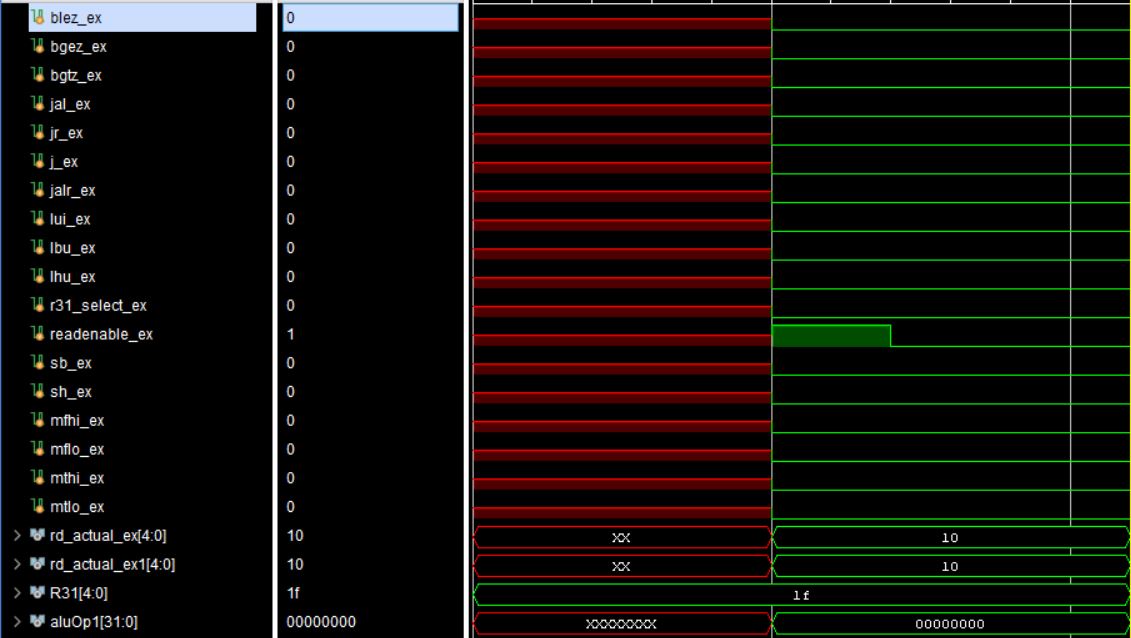 blez_ex 0
bgez_ex 0
bgtz_ex 0
jal_ex 0
jr_ex 0
j_ex 0
jalr_ex 0
lui_ex 0
lbu_ex 0
lhu_ex 0
r31_select_ex 0
readenable_ex 1
sb_ex 0
sh_ex 0
mfhi_ex 0
mflo_ex 0
mthi_ex 0
mtlo_ex 0
rd_actual_ex[4:0] 10 XX 10
rd_actual_ex1[4:0] 10 XX 10
R31[4:0] 1f 1f
aluOp1[31:0] 00000000 XXXXXXXX 00000000